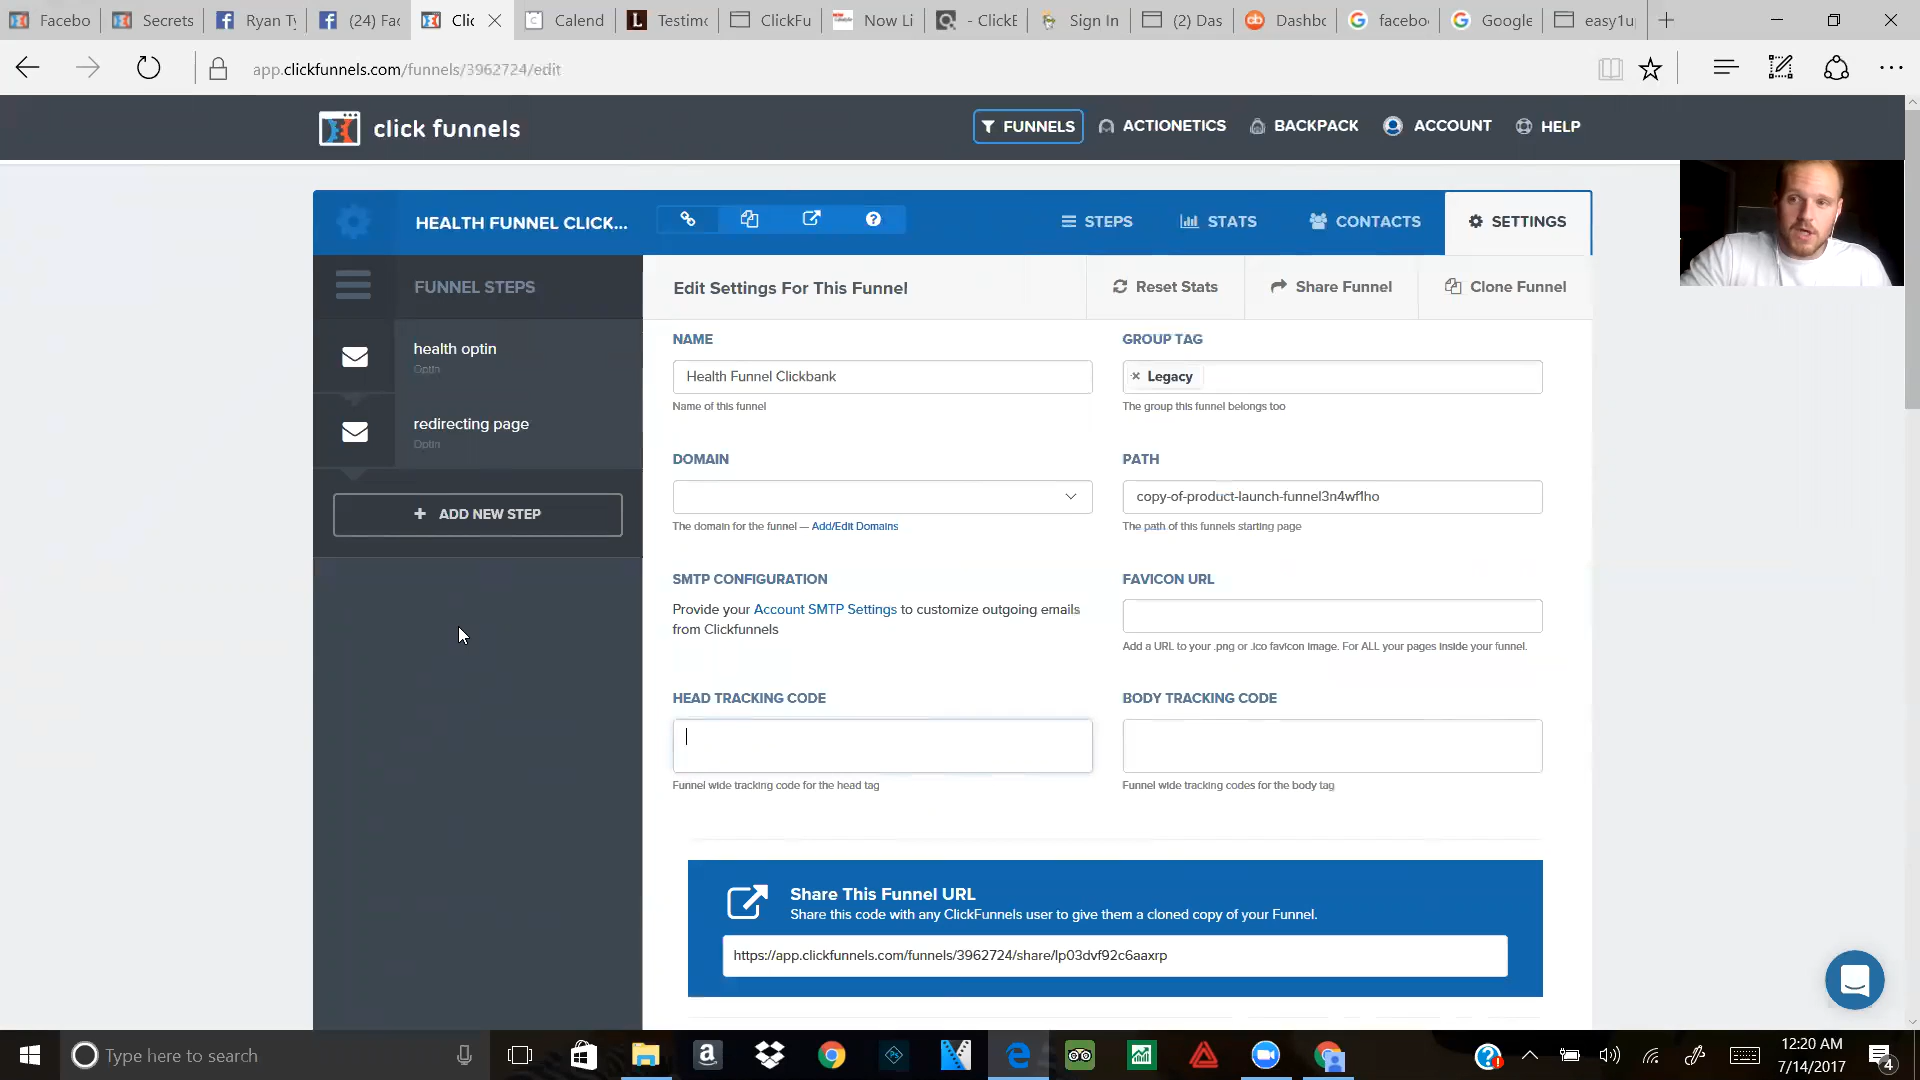 Facebo
Secrets
Ryan Ty
(24) Fac
Clic
Calend
Testimo
ClickFu
Now Li
- ClickB
Sign In
(2) Das
Dashbo
facebo
Google
easy1u
app.clickfunnels.com/funnels/3962724/edit
click funnels
FUNNELS
ACTIONETICS
BACKPACK
ACCOUNT
HELP
HEALTH FUNNEL CLICK...
STEPS
STATS
CONTACTS
SETTINGS
FUNNEL STEPS
Edit Settings For This Funnel
Reset Stats
Share Funnel
Clone Funnel
health optin
Optin
redirecting page
Optin
+ ADD NEW STEP
NAME
GROUP TAG
Health Funnel Clickbank
× Legacy
Name of this funnel
The group this funnel belongs too
DOMAIN
PATH
copy-of-product-launch-funnel3n4wf1ho
The domain for the funnel — Add/Edit Domains
The path of this funnels starting page
SMTP CONFIGURATION
FAVICON URL
Provide your Account SMTP Settings to customize outgoing emails
from Clickfunnels
Add a URL to your .png or .ico favicon image. For ALL your pages inside your funnel.
HEAD TRACKING CODE
BODY TRACKING CODE
Funnel wide tracking code for the head tag
Funnel wide tracking codes for the body tag
Share This Funnel URL
Share this code with any ClickFunnels user to give them a cloned copy of your Funnel.
https://app.clickfunnels.com/funnels/3962724/share/lp03dvf92c6aaxrp
Type here to search
12:20 AM
7/14/2017
4